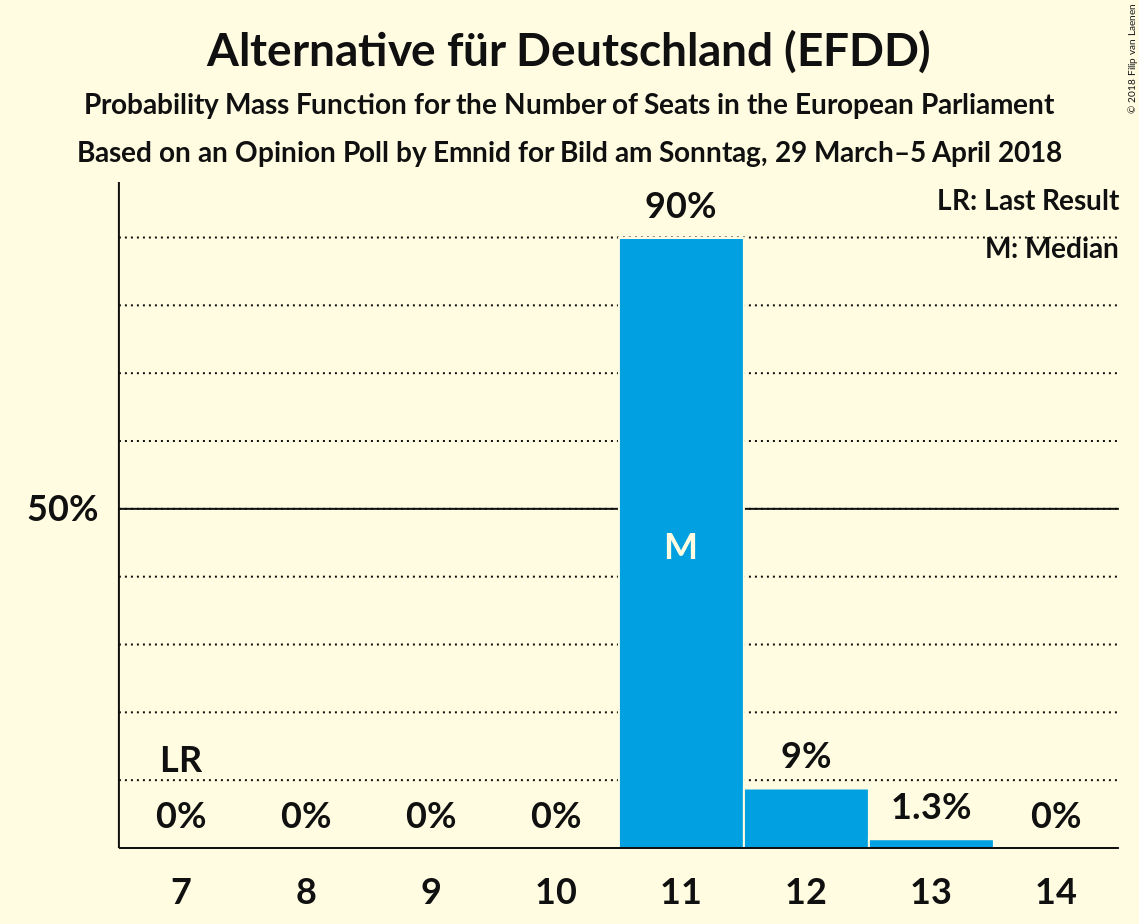 Alternative für Deutschland (EFDD)
Probability Mass Function for the Number of Seats in the European Parliament
Based on an Opinion Poll by Emnid for Bild am Sonntag, 29 March–5 April 2018
© 2018 Filip van Laenen
LR: Last Result
M: Median
90%
50%
M
LR
9%
1.3%
0%
0%
0%
0%
0%
7
8
9
10
11
12
13
14